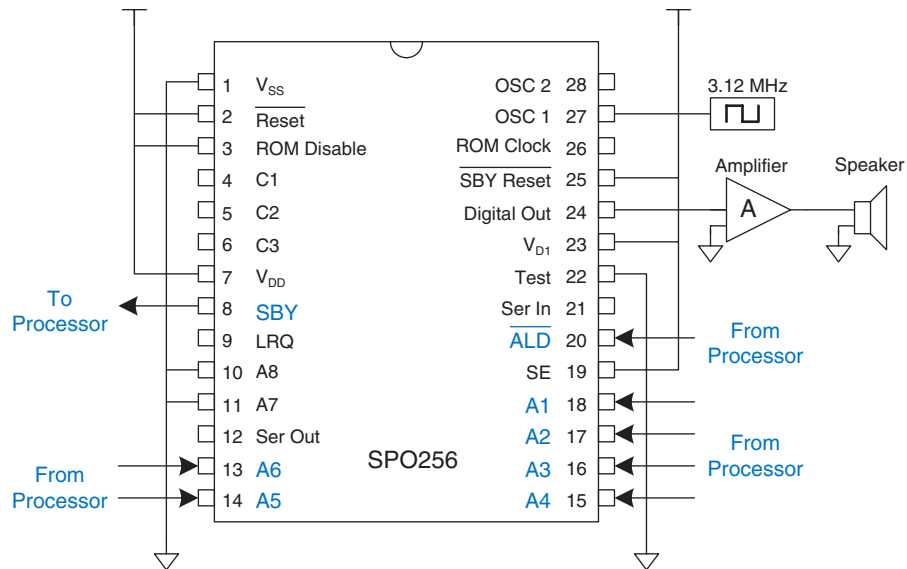 1 VSS
2 Reset
3 ROM Disable
4 C1
5 C2
6 C3
7 VDD
8 SBY
9 LRQ
10 A8
11 A7
12 Ser Out
13 A6
14 A5
To
Processor
From
Processor
SPO256
OSC 2 28
OSC 1 27
ROM Clock 26
SBY Reset 25
Digital Out 24
VD1 23
Test 22
Ser In 21
ALD 20
SE 19
A1 18
A2 17
A3 16
A4 15
3.12 MHz
Amplifier
A
Speaker
From
Processor
From
Processor